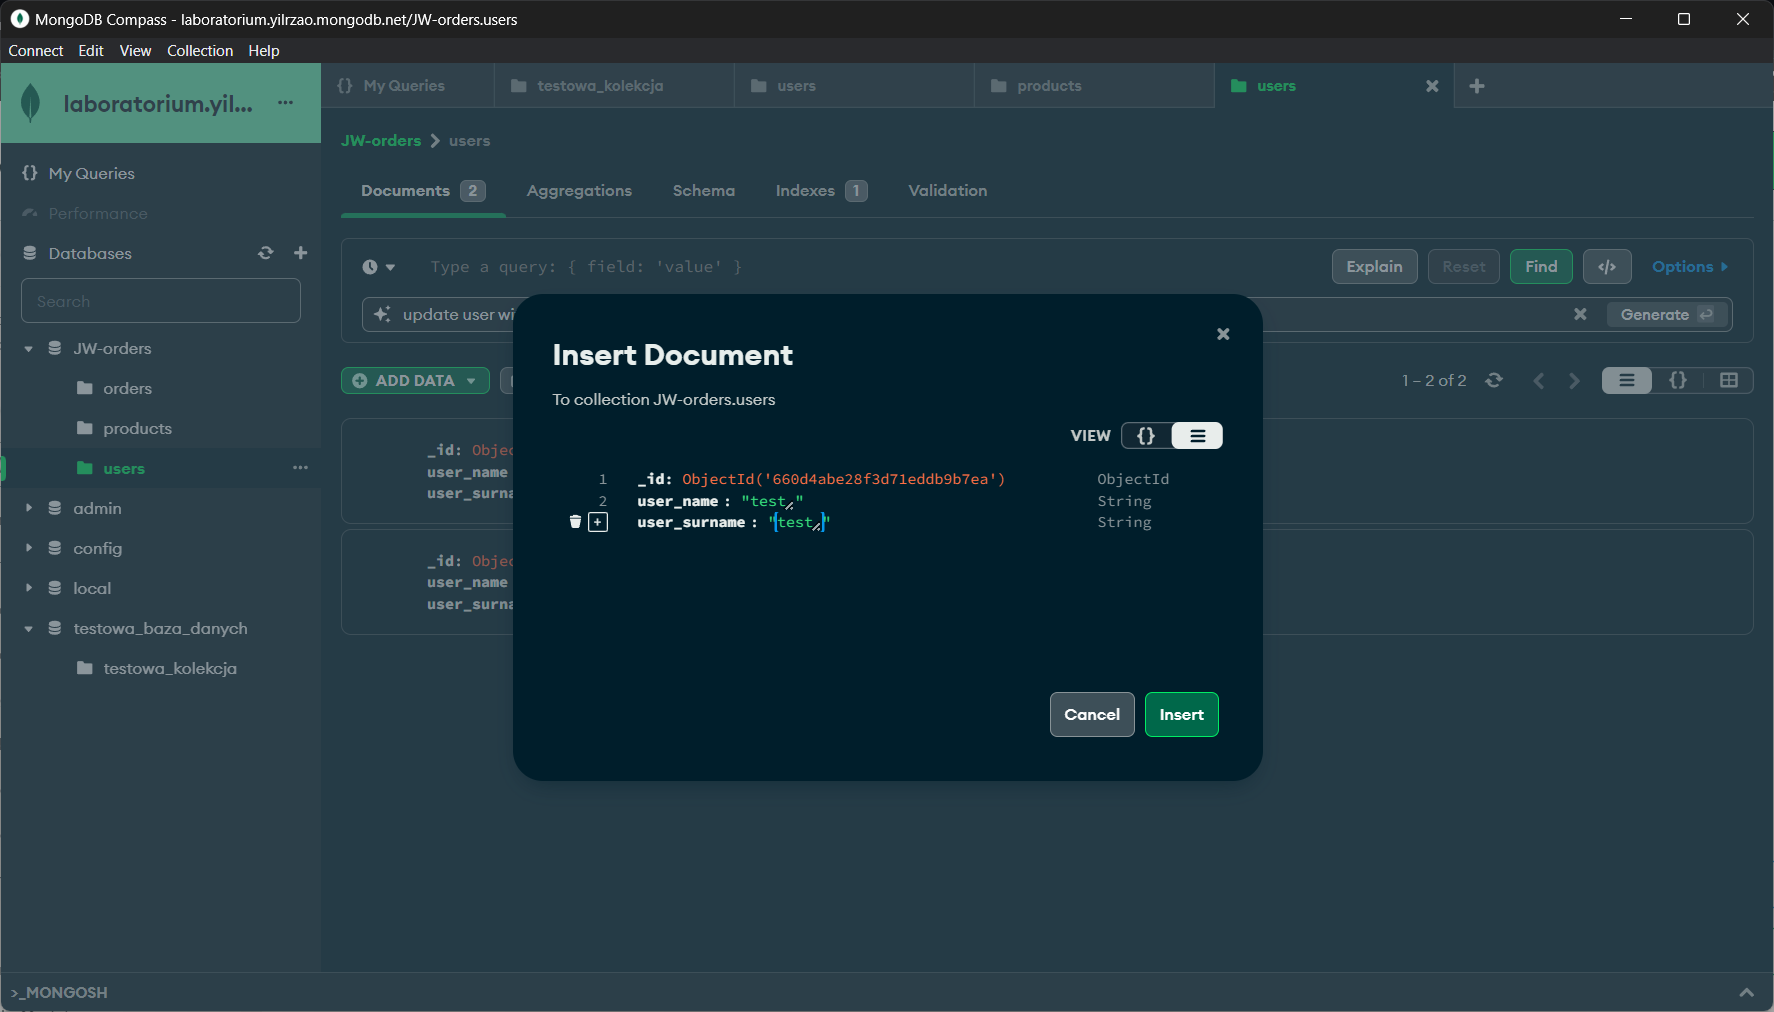 MongoDB Compass - laboratorium.yilrzao.mongodb.net/JW-orders.users
Connect Edit View Collection Help
laboratorium.yil...
{} My Queries
testowa_kolekcja
users
products
users
My Queries
Performance
Databases
Search
JW-orders
orders
products
users
admin
config
local
testowa_baza_danych
testowa_kolekcja
JW-orders > users
Documents 2
Aggregations
Schema
Indexes 1
Validation
Type a query: { field: 'value' }
Explain
Reset
Find
</>
Options
update user wi
Generate
ADD DATA
1 – 2 of 2
{}
_id: Objec
user_name
user_surna
_id: Objec
user_name
user_surna
Insert Document
To collection JW-orders.users
VIEW {}
1 _id: ObjectId('660d4abe28f3d71eddb9b7ea') ObjectId
2 user_name : "test," String
user_surname : "test," String
Cancel
Insert
>_MONGOSH